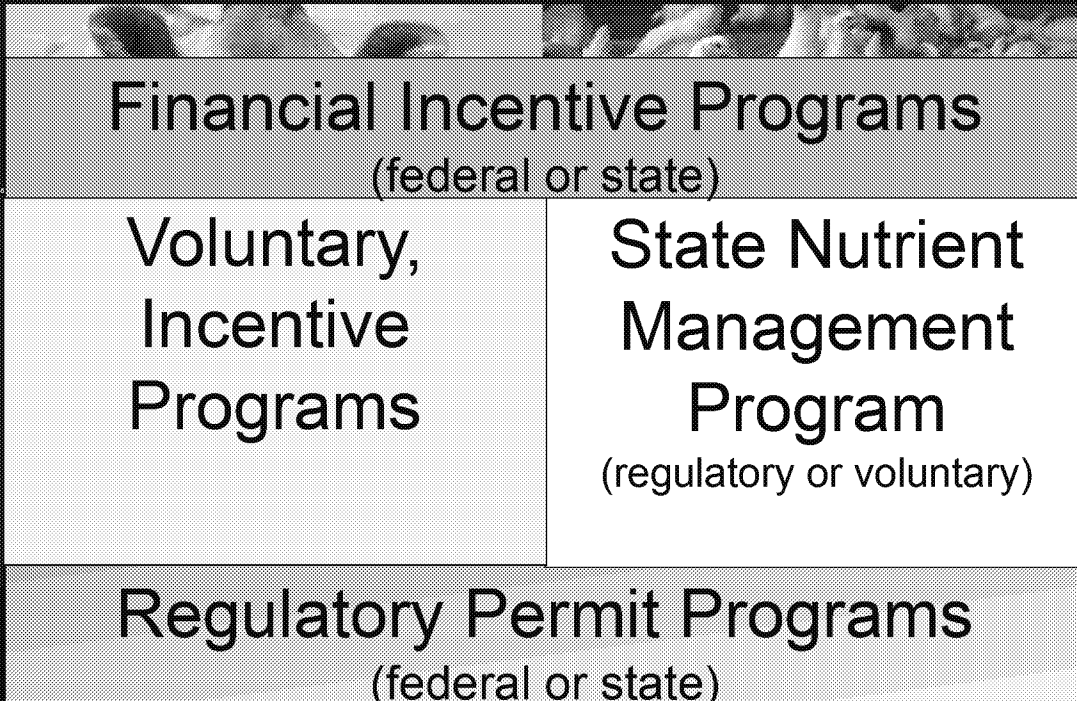 Financial Incentive Programs
(federal or state)
Voluntary,
Incentive
Programs
State Nutrient
Management
Program
(regulatory or voluntary)
Regulatory Permit Programs
(federal or state)